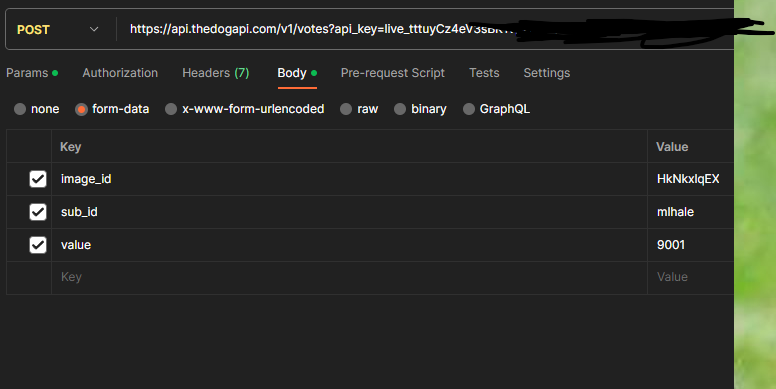 POST https://api.thedogapi.com/v1/votes?api_key=live_tttuyCz4eV3sBK
Params Authorization Headers (7) Body Pre-request Script Tests Settings
none form-data x-www-form-urlencoded raw binary GraphQL
Key Value
image_id HkNkxlqEX
sub_id mlhale
value 9001
Key Value